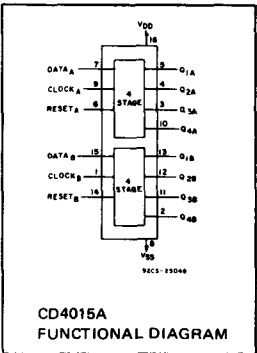 VDD
16
DATAA 7 5 Q1A
CLOCKA 9 4 Q2A
4 STAGE
RESETA 6 3 Q3A
10 Q4A
DATAB 15 13 Q1B
CLOCKB 1 12 Q2B
4 STAGE
RESETB 14 11 Q3B
2 Q4B
8
VSS
92CS-25048
CD4015A
FUNCTIONAL DIAGRAM